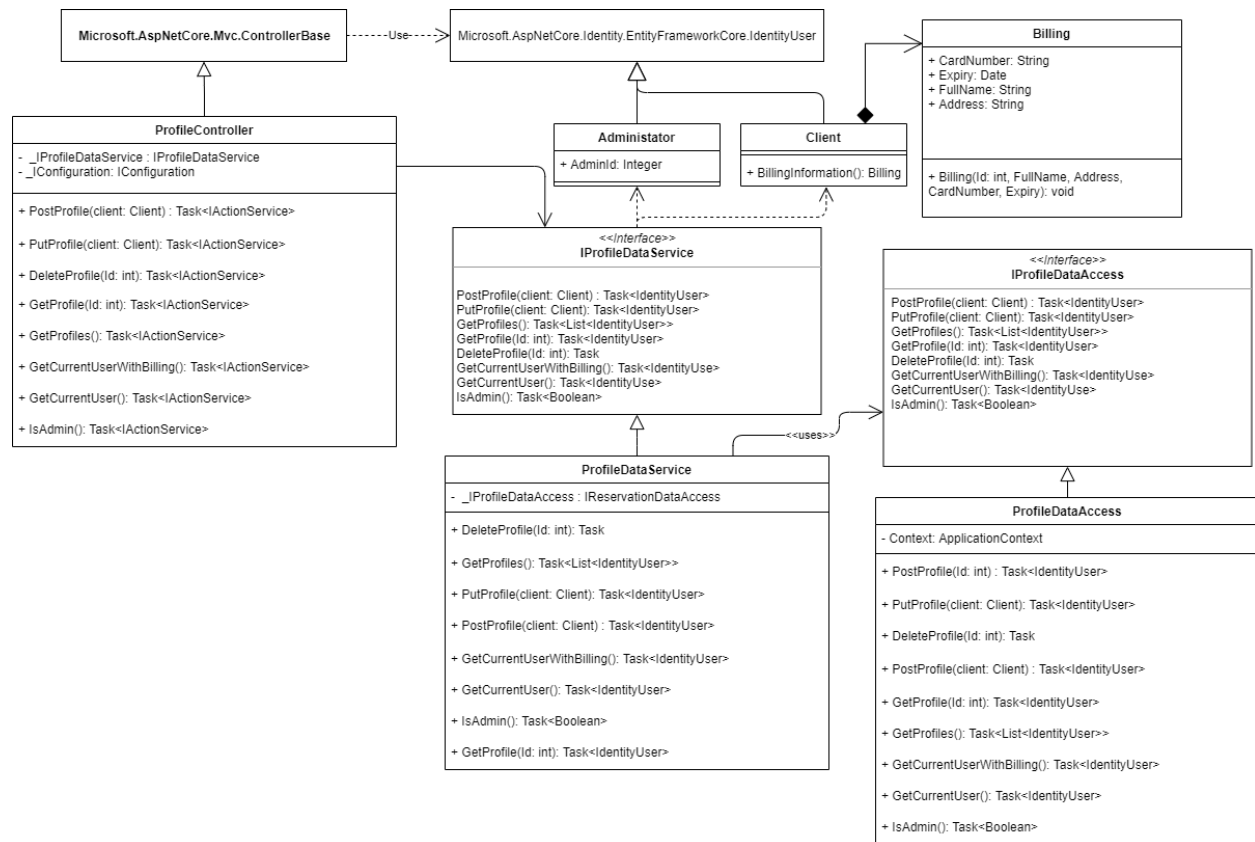 Microsoft.AspNetCore.Mvc.ControllerBase
Use
Microsoft.AspNetCore.Identity.EntityFrameworkCore.IdentityUser
Billing
+ CardNumber: String
+ Expiry: Date
+ FullName: String
+ Address: String
+ Billing(Id: int, FullName, Address,
CardNumber, Expiry): void
ProfileController
- _IProfileDataService : IProfileDataService
- _IConfiguration: IConfiguration
+ PostProfile(client: Client) : Task<IActionService>
+ PutProfile(client: Client): Task<IActionService>
+ DeleteProfile(Id: int): Task<IActionService>
+ GetProfile(Id: int): Task<IActionService>
+ GetProfiles(): Task<IActionService>
+ GetCurrentUserWithBilling(): Task<IActionService>
+ GetCurrentUser(): Task<IActionService>
+ IsAdmin(): Task<IActionService>
Administator
+ AdminId: Integer
Client
+ BillingInformation(): Billing
<<Interface>>
IProfileDataService
PostProfile(client: Client) : Task<IdentityUser>
PutProfile(client: Client): Task<IdentityUser>
GetProfiles(): Task<List<IdentityUser>>
GetProfile(Id: int): Task<IdentityUser>
DeleteProfile(Id: int): Task
GetCurrentUserWithBilling(): Task<IdentityUse>
GetCurrentUser(): Task<IdentityUse>
IsAdmin(): Task<Boolean>
<<Interface>>
IProfileDataAccess
PostProfile(client: Client) : Task<IdentityUser>
PutProfile(client: Client): Task<IdentityUser>
GetProfiles(): Task<List<IdentityUser>>
GetProfile(Id: int): Task<IdentityUser>
DeleteProfile(Id: int): Task
GetCurrentUserWithBilling(): Task<IdentityUse>
GetCurrentUser(): Task<IdentityUse>
IsAdmin(): Task<Boolean>
<<uses>>
ProfileDataService
- _IProfileDataAccess : IReservationDataAccess
+ DeleteProfile(Id: int): Task
+ GetProfiles(): Task<List<IdentityUser>>
+ PutProfile(client: Client): Task<IdentityUser>
+ PostProfile(client: Client) : Task<IdentityUser>
+ GetCurrentUserWithBilling(): Task<IdentityUser>
+ GetCurrentUser(): Task<IdentityUser>
+ IsAdmin(): Task<Boolean>
+ GetProfile(Id: int): Task<IdentityUser>
ProfileDataAccess
- Context: ApplicationContext
+ PostProfile(Id: int) : Task<IdentityUser>
+ PutProfile(client: Client): Task<IdentityUser>
+ DeleteProfile(Id: int): Task
+ PostProfile(client: Client) : Task<IdentityUser>
+ GetProfile(Id: int): Task<IdentityUser>
+ GetProfiles(): Task<List<IdentityUser>>
+ GetCurrentUserWithBilling(): Task<IdentityUser>
+ GetCurrentUser(): Task<IdentityUser>
+ IsAdmin(): Task<Boolean>